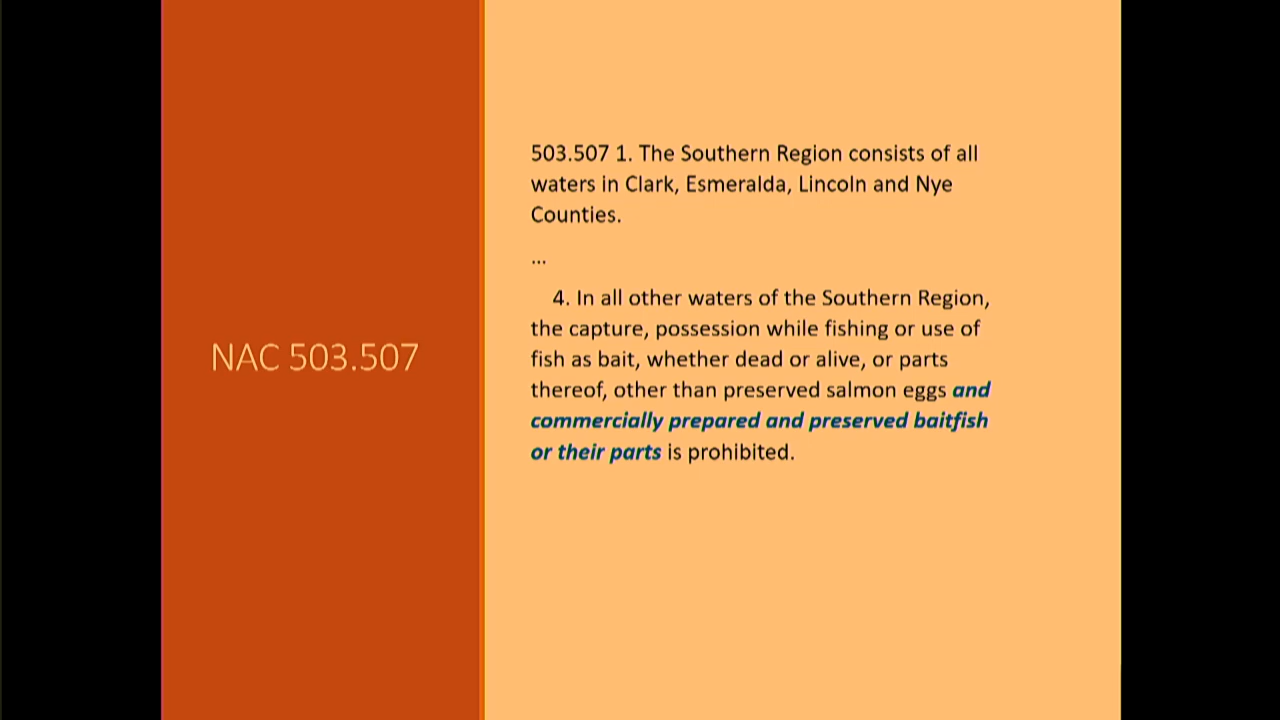 NAC 503.507
503.507 1. The Southern Region consists of all
waters in Clark, Esmeralda, Lincoln and Nye
Counties.
...
4. In all other waters of the Southern Region,
the capture, possession while fishing or use of
fish as bait, whether dead or alive, or parts
thereof, other than preserved salmon eggs and
commercially prepared and preserved baitfish
or their parts is prohibited.